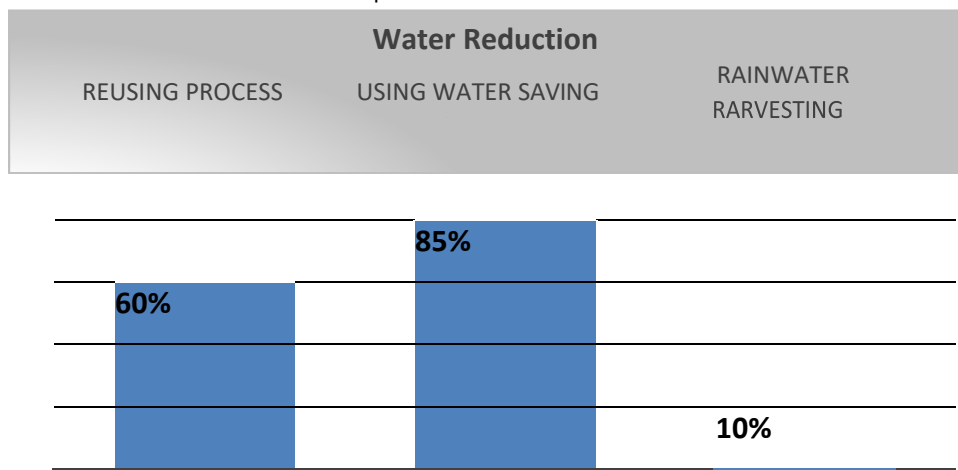 Water Reduction
REUSING PROCESS
USING WATER SAVING
RAINWATER
RARVESTING
85%
60%
10%